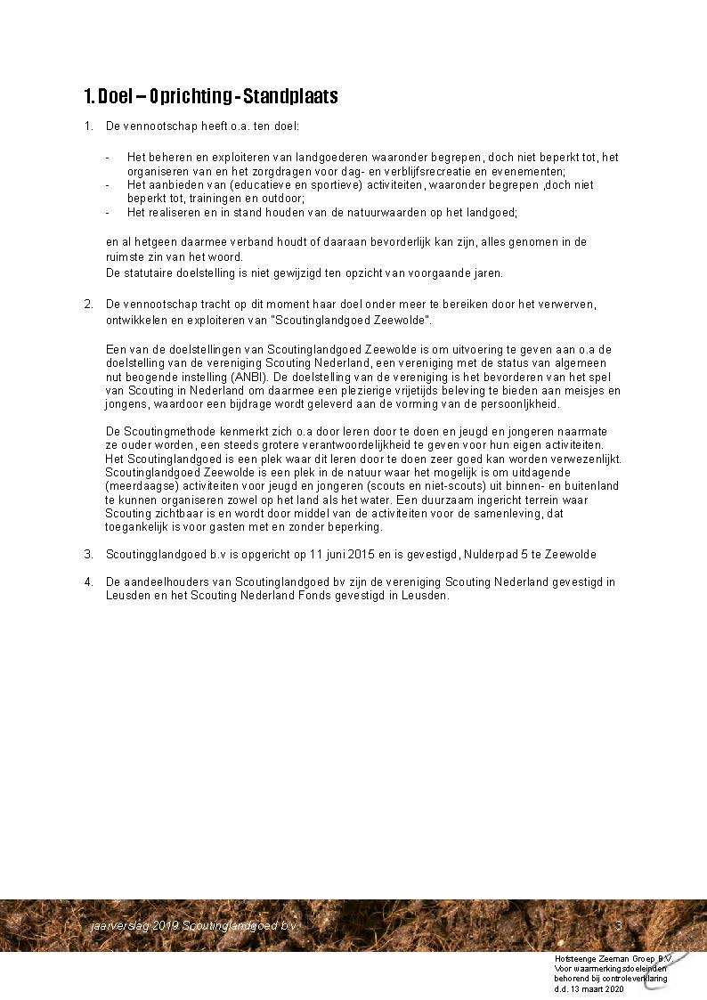 1. Doel – Oprichting - Standplaats
1. De vennootschap heeft o.a. ten doel:
- Het beheren en exploiteren van landgoederen waaronder begrepen, doch niet beperkt tot, het
organiseren van en het zorgdragen voor dag- en verblijfsrecreatie en evenementen;
- Het aanbieden van (educatieve en sportieve) activiteiten, waaronder begrepen ,doch niet
beperkt tot, trainingen en outdoor;
- Het realiseren en in stand houden van de natuurwaarden op het landgoed;
en al hetgeen daarmee verband houdt of daaraan bevorderlijk kan zijn, alles genomen in de
ruimste zin van het woord.
De statutaire doelstelling is niet gewijzigd ten opzicht van voorgaande jaren.
2. De vennootschap tracht op dit moment haar doel onder meer te bereiken door het verwerven,
ontwikkelen en exploiteren van "Scoutinglandgoed Zeewolde".
Een van de doelstellingen van Scoutinglandgoed Zeewolde is om uitvoering te geven aan o.a de
doelstelling van de vereniging Scouting Nederland, een vereniging met de status van algemeen
nut beogende instelling (ANBI). De doelstelling van de vereniging is het bevorderen van het spel
van Scouting in Nederland om daarmee een plezierige vrijetijds beleving te bieden aan meisjes en
jongens, waardoor een bijdrage wordt geleverd aan de vorming van de persoonljkheid.
De Scoutingmethode kenmerkt zich o.a door leren door te doen en jeugd en jongeren naarmate
ze ouder worden, een steeds grotere verantwoordelijkheid te geven voor hun eigen activiteiten.
Het Scoutinglandgoed is een plek waar dit leren door te doen zeer goed kan worden verwezenlijkt.
Scoutinglandgoed Zeewolde is een plek in de natuur waar het mogelijk is om uitdagende
(meerdaagse) activiteiten voor jeugd en jongeren (scouts en niet-scouts) uit binnen- en buitenland
te kunnen organiseren zowel op het land als het water. Een duurzaam ingericht terrein waar
Scouting zichtbaar is en wordt door middel van de activiteiten voor de samenleving, dat
toegankelijk is voor gasten met en zonder beperking.
3. Scoutingglandgoed b.v is opgericht op 11 juni 2015 en is gevestigd, Nulderpad 5 te Zeewolde
4. De aandeelhouders van Scoutinglandgoed bv zijn de vereniging Scouting Nederland gevestigd in
Leusden en het Scouting Nederland Fonds gevestigd in Leusden.
jaarverslag 2019 Scoutinglandgoed b.v. 3
Hofsteenge Zeeman Groep B.V.
Voor waarmerkingsdoeleinden
behorend bij controleverklaring
d.d. 13 maart 2020